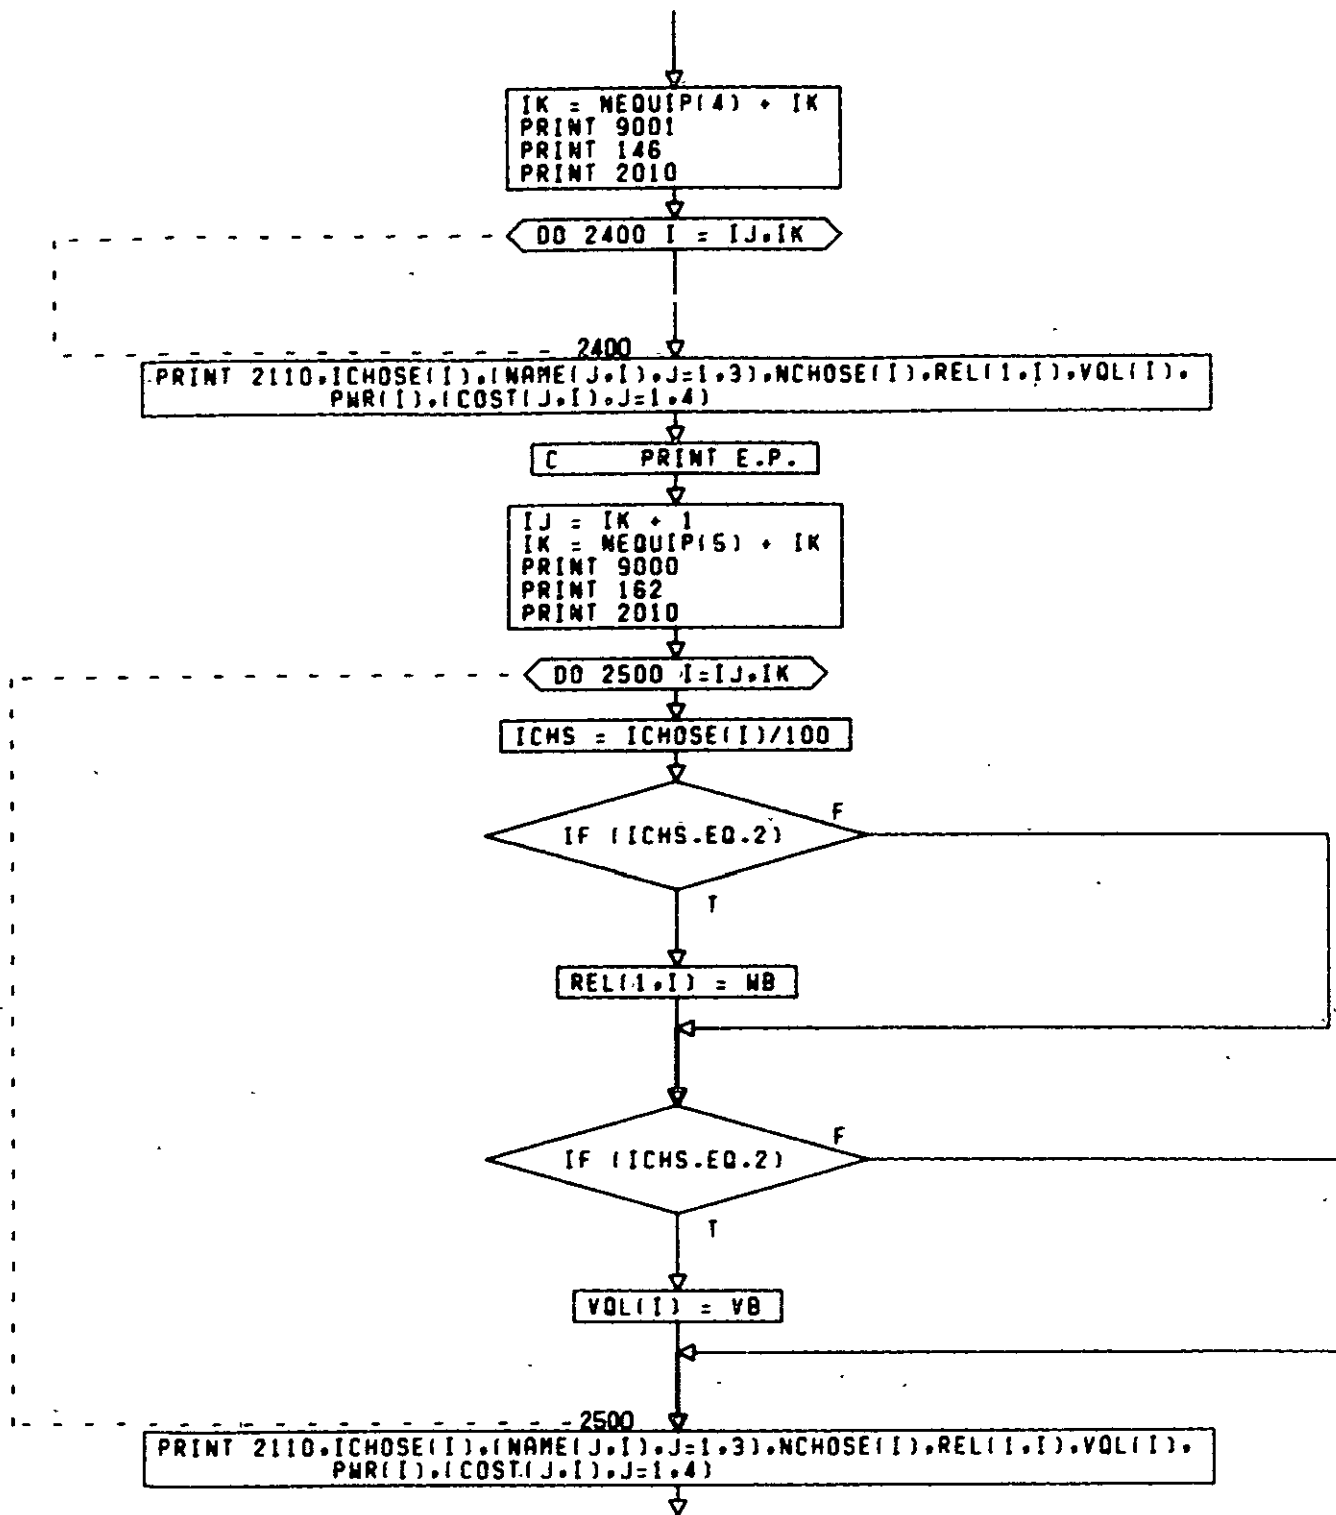 IK = NEQUIP(4) + IK
PRINT 9001
PRINT 146
PRINT 2010
DO 2400 I = IJ,IK
2400
PRINT 2110,ICHOSE(I),(NAME(J,I),J=1,3),NCHOSE(I),REL(1,I),VOL(I),
PWR(I),(COST(J,I),J=1,4)
C PRINT E.P.
IJ = IK + 1
IK = NEQUIP(5) + IK
PRINT 9000
PRINT 162
PRINT 2010
DO 2500 I=IJ,IK
ICHS = ICHOSE(I)/100
IF (ICHS.EQ.2)
F
T
REL(1,I) = WB
IF (ICHS.EQ.2)
F
T
VOL(I) = VB
2500
PRINT 2110,ICHOSE(I),(NAME(J,I),J=1,3),NCHOSE(I),REL(1,I),VOL(I),
PWR(I),(COST(J,I),J=1,4)